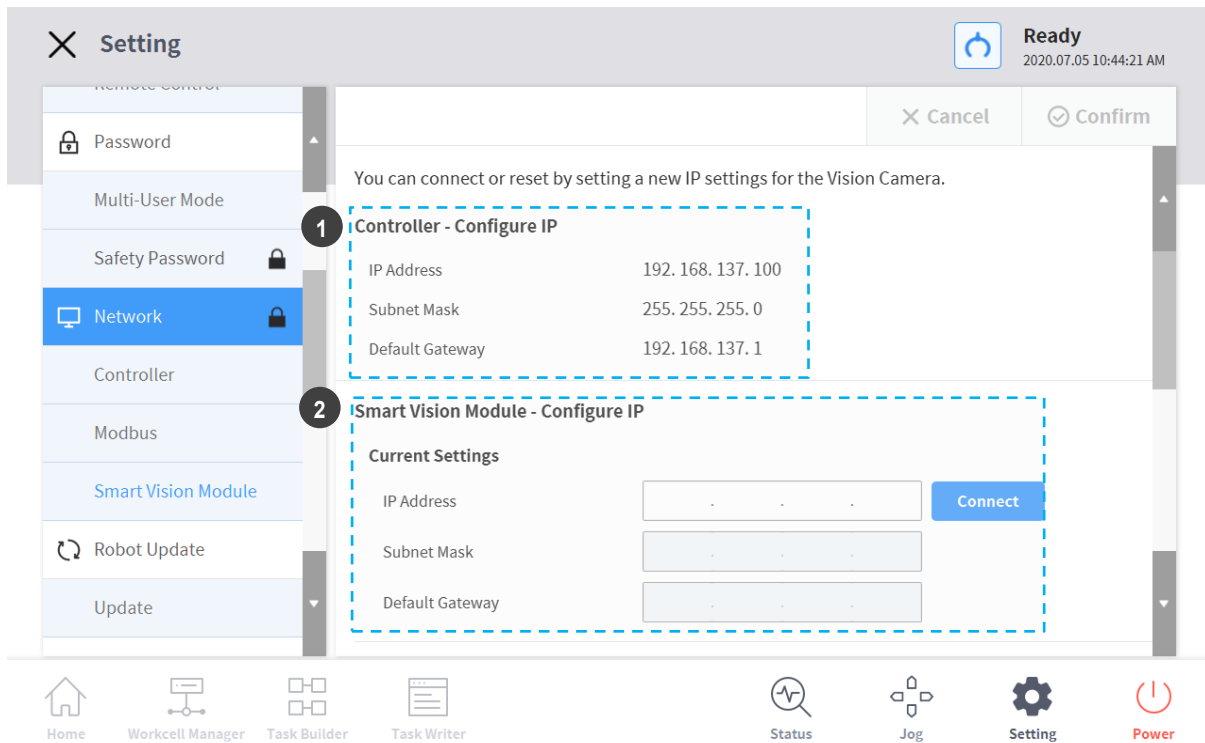 Setting
Ready
2020.07.05 10:44:21 AM
Remote Control
Password
Multi-User Mode
Safety Password
Network
Controller
Modbus
Smart Vision Module
Robot Update
Update
Cancel
Confirm
You can connect or reset by setting a new IP settings for the Vision Camera.
1
Controller - Configure IP
IP Address 192. 168. 137. 100
Subnet Mask 255. 255. 255. 0
Default Gateway 192. 168. 137. 1
2
Smart Vision Module - Configure IP
Current Settings
IP Address . . . Connect
Subnet Mask . . .
Default Gateway . . .
Home Workcell Manager Task Builder Task Writer Status Jog Setting Power